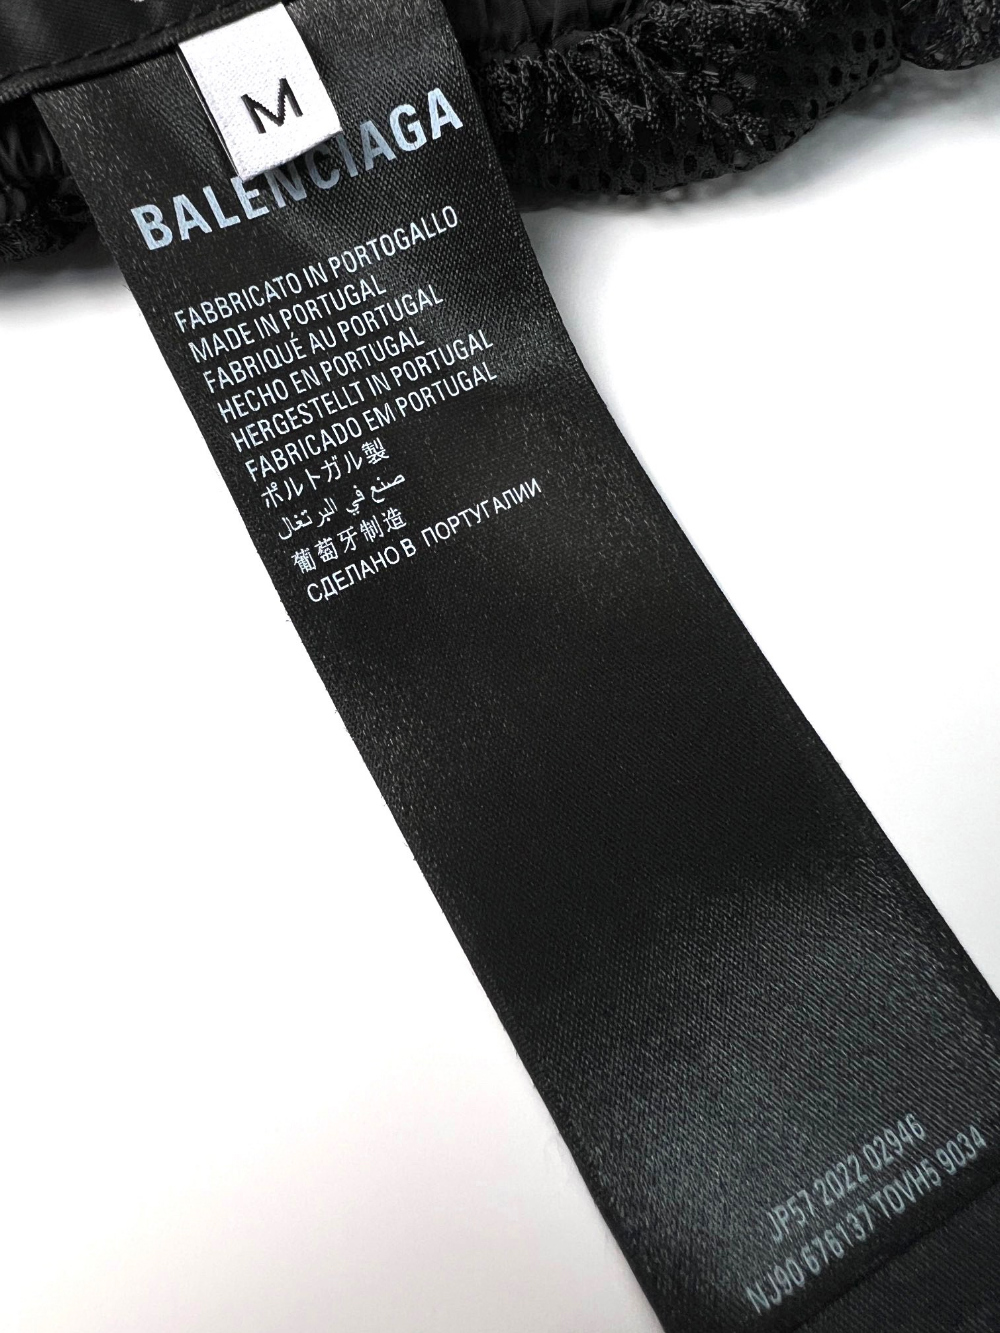 M
BALENCIAGA
FABBRICATO IN PORTOGALLO
MADE IN PORTUGAL
FABRIQUÉ AU PORTUGAL
HECHO EN PORTUGAL
HERGESTELLT IN PORTUGAL
FABRICADO EM PORTUGAL
ポルトガル製
صنع في البرتغال
葡萄牙制造
СДЕЛАНО В ПОРТУГАЛИИ
JP57 2022 02946
NJ90 676137 TOVH5 9034